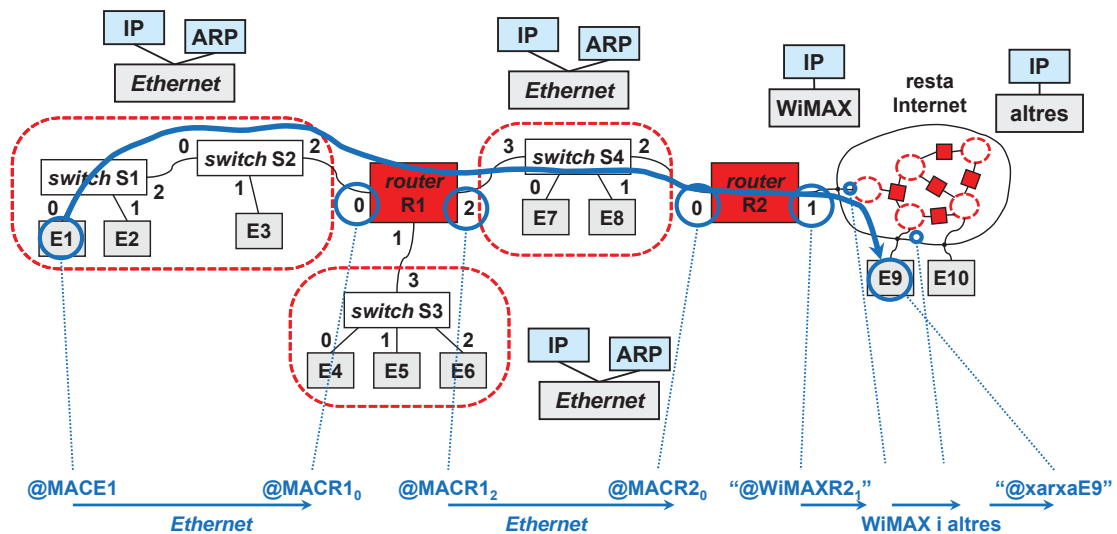 IP
ARP
Ethernet
IP
ARP
Ethernet
IP
WiMAX
resta
Internet
IP
altres
switch S1
0
1
2
E1
E2
0
switch S2
2
1
E3
0
router
R1
2
1
3
switch S4
2
0
1
E7
E8
0
router
R2
1
E9
E10
3
switch S3
0
1
2
E4
E5
E6
IP
ARP
Ethernet
@MACE1
@MACR1₀
@MACR1₂
@MACR2₀
“@WiMAXR2₁”
“@xarxaE9”
Ethernet
Ethernet
WiMAX i altres